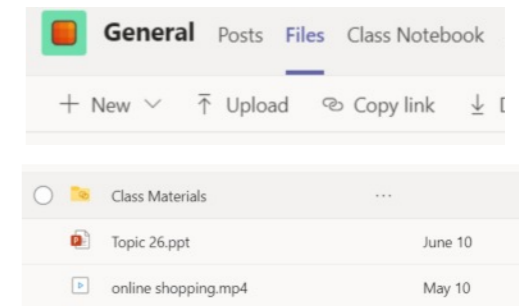 General Posts Files Class Notebook
New Upload Copy link
Class Materials ...
Topic 26.ppt June 10
online shopping.mp4 May 10